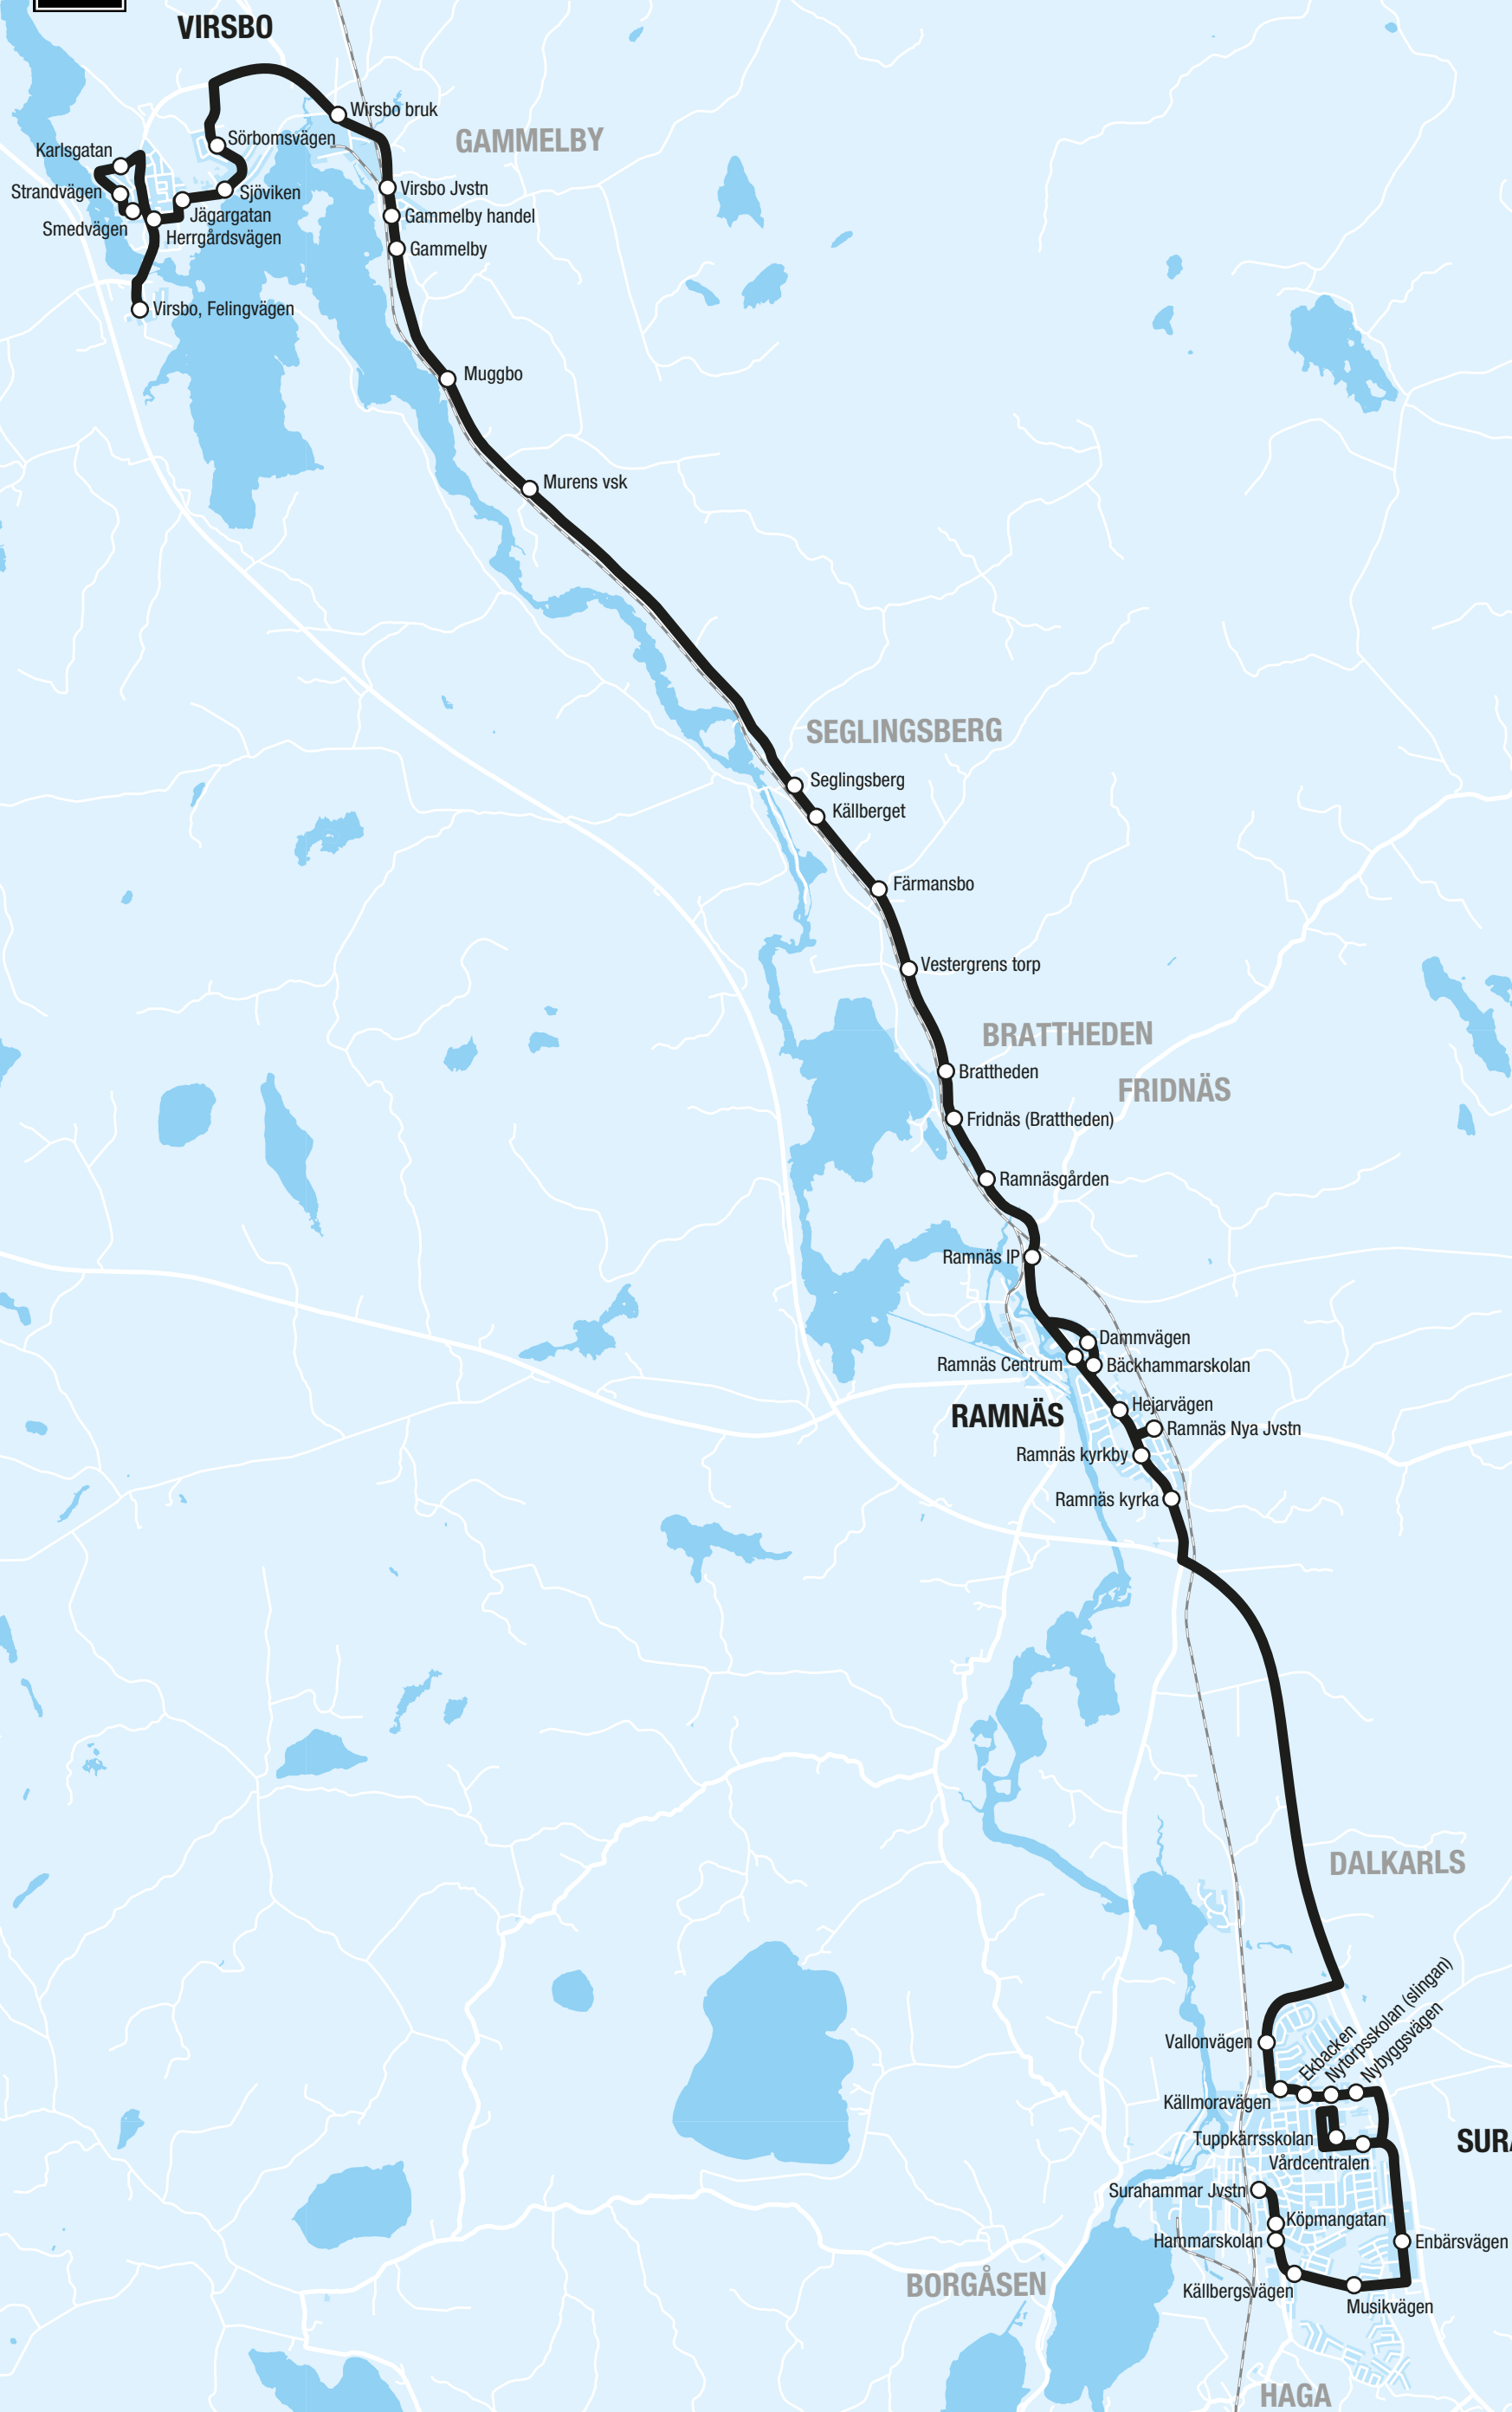 VIRSBO
Wirsbo bruk
GAMMELBY
Sörbomsvägen
Karlsgatan
Strandvägen
Sjöviken
Virsbo Jvstn
Jägargatan
Gammelby handel
Smedvägen
Herrgårdsvägen
Gammelby
Virsbo, Felingvägen
Muggbo
Murens vsk
SEGLINGSBERG
Seglingsberg
Källberget
Färmansbo
Vestergrens torp
BRATTHEDEN
Brattheden
FRIDNÄS
Fridnäs (Brattheden)
Ramnäsgården
Ramnäs IP
Dammvägen
Ramnäs Centrum
Bäckhammarskolan
Hejarvägen
RAMNÄS
Ramnäs Nya Jvstn
Ramnäs kyrkby
Ramnäs kyrka
DALKARLS
Vallonvägen
Ekbacken
Nytorpsskolan (slingan)
Nybyggsvägen
Källmoravägen
Tuppkärrsskolan
SURA
Vårdcentralen
Surahammar Jvstn
Köpmangatan
Hammarskolan
Enbärsvägen
BORGÅSEN
Källbergsvägen
Musikvägen
HAGA